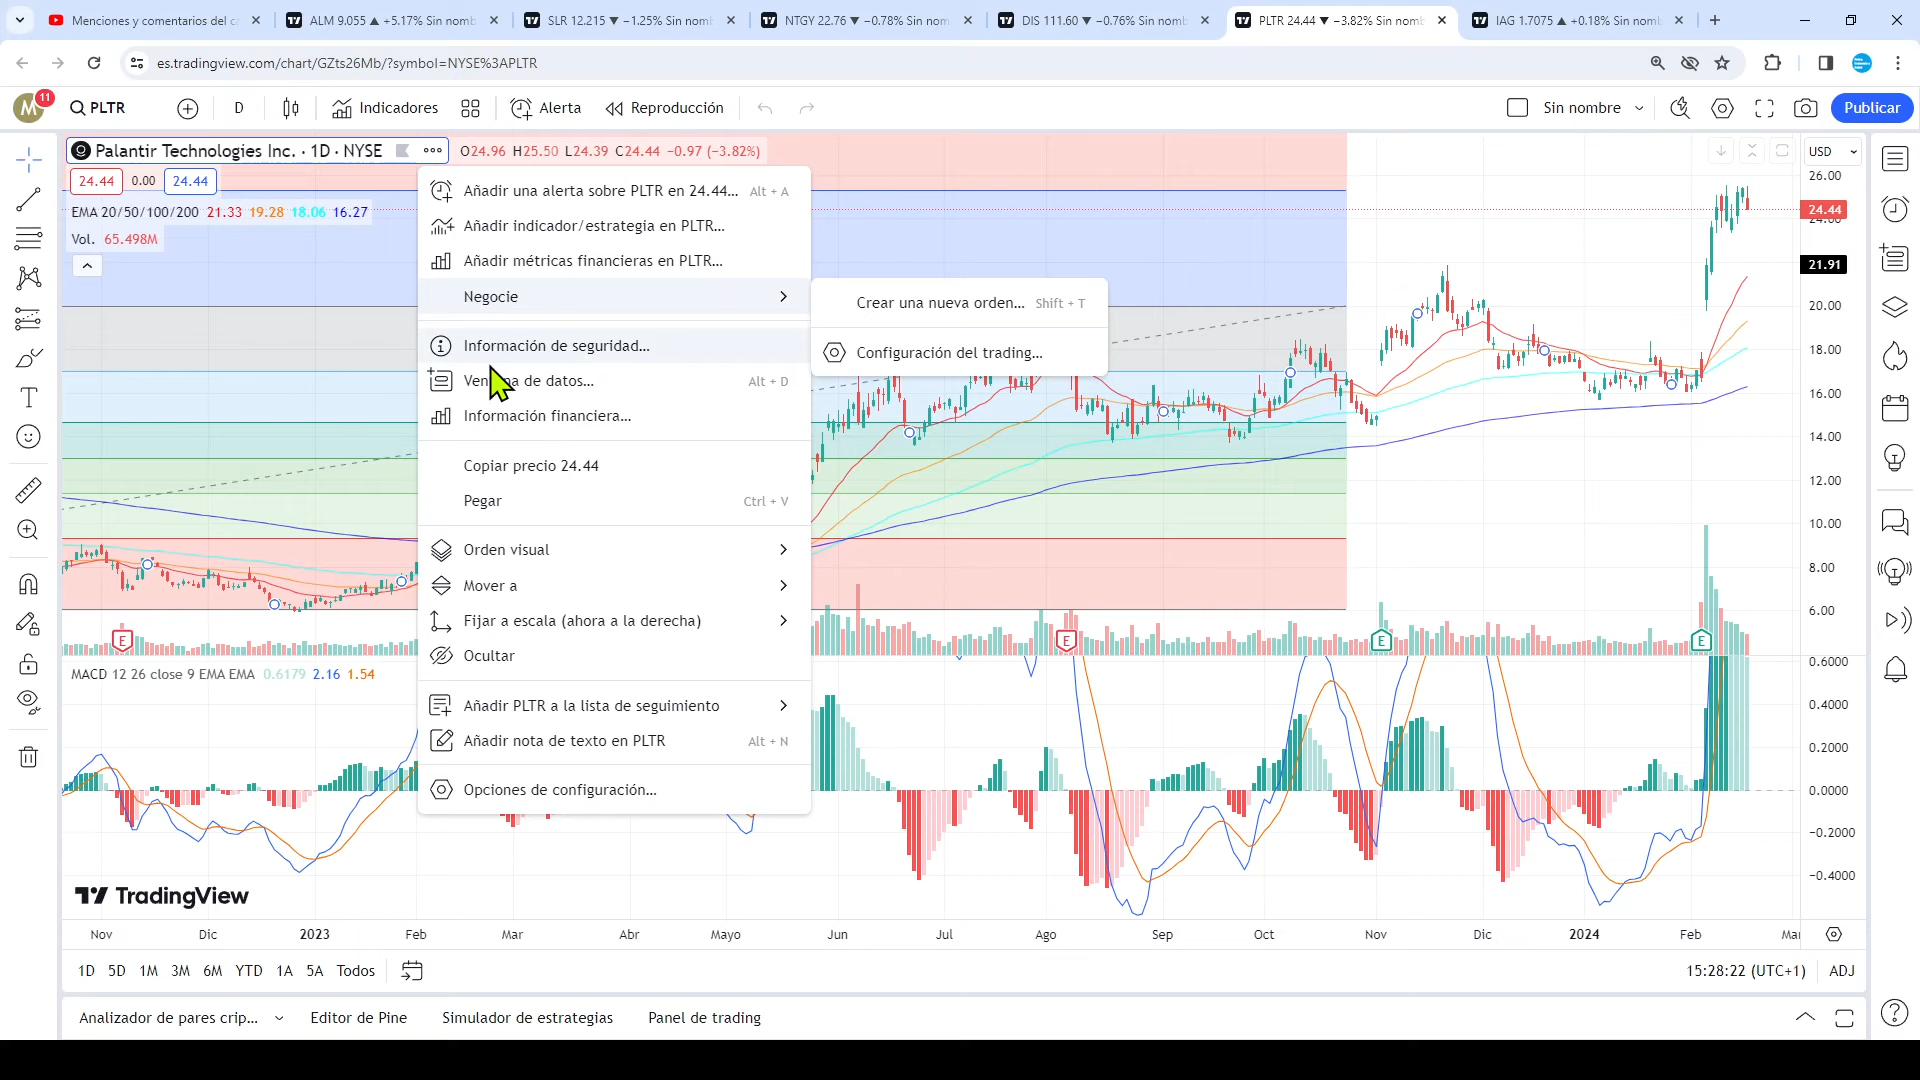 Menciones y comentarios del c
ALM 9.055 ▲ +5.17% Sin nomb
SLR 12.215 ▼ −1.25% Sin nomb
NTGY 22.76 ▼ −0.78% Sin nom
DIS 111.60 ▼ −0.76% Sin nomb
PLTR 24.44 ▼ −3.82% Sin nomb
IAG 1.7075 ▲ +0.18% Sin nomb
es.tradingview.com/chart/GZts26Mb/?symbol=NYSE%3APLTR
M 11 PLTR D Indicadores Alerta Reproducción Sin nombre Publicar
Palantir Technologies Inc. · 1D · NYSE O24.96 H25.50 L24.39 C24.44 −0.97 (−3.82%) USD
24.44 0.00 24.44
EMA 20/50/100/200 21.33 19.28 18.06 16.27
Vol. 65.498M
Añadir una alerta sobre PLTR en 24.44... Alt + A
Añadir indicador/estrategia en PLTR...
Añadir métricas financieras en PLTR...
Negocie
Crear una nueva orden... Shift + T
Configuración del trading...
Información de seguridad...
Ventana de datos... Alt + D
Información financiera...
Copiar precio 24.44
Pegar Ctrl + V
Orden visual
Mover a
Fijar a escala (ahora a la derecha)
Ocultar
Añadir PLTR a la lista de seguimiento
Añadir nota de texto en PLTR Alt + N
Opciones de configuración...
26.00
24.44
24.00
21.91
20.00
18.00
16.00
14.00
12.00
10.00
8.00
6.00
E E E E
MACD 12 26 close 9 EMA EMA 0.6179 2.16 1.54
0.6000
0.4000
0.2000
0.0000
−0.2000
−0.4000
TradingView
Nov Dic 2023 Feb Mar Abr Mayo Jun Jul Ago Sep Oct Nov Dic 2024 Feb Mar
1D 5D 1M 3M 6M YTD 1A 5A Todos 15:28:22 (UTC+1) ADJ
Analizador de pares crip... Editor de Pine Simulador de estrategias Panel de trading